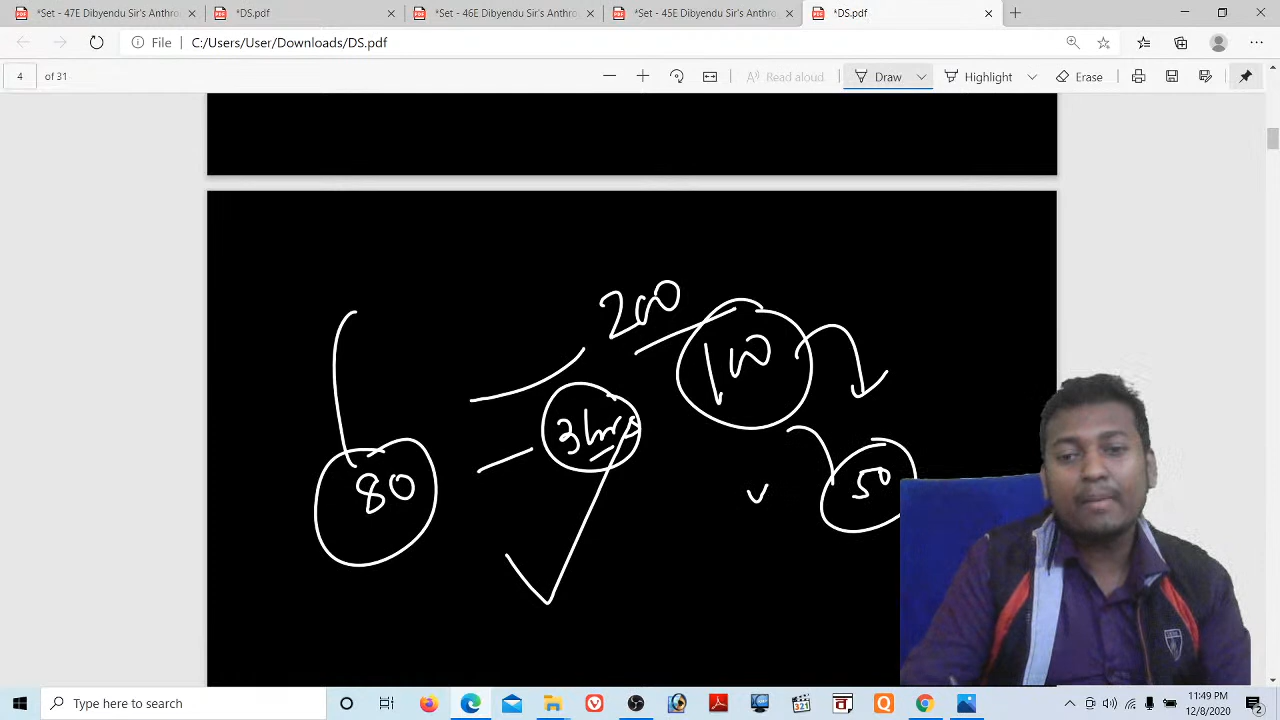 *Set - 47E Dibyendu Sir's Anthro
*DS.pdf
*Set - 46E Dibyendu Sir's Anthro
*Set - 45E Dibyendu Sir's Anthro
*DS.pdf
File
C:/Users/User/Downloads/DS.pdf
4 of 31
Read aloud
Draw
Highlight
Erase
200
100
3 hrs
80
50
Type here to search
11:49 PM
12/8/2020